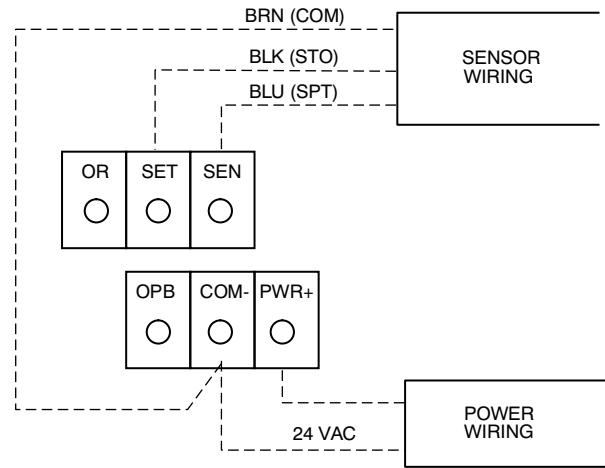 BRN (COM)
BLK (STO)
BLU (SPT)
SENSOR
WIRING
OR SET SEN
OPB COM- PWR+
24 VAC
POWER
WIRING